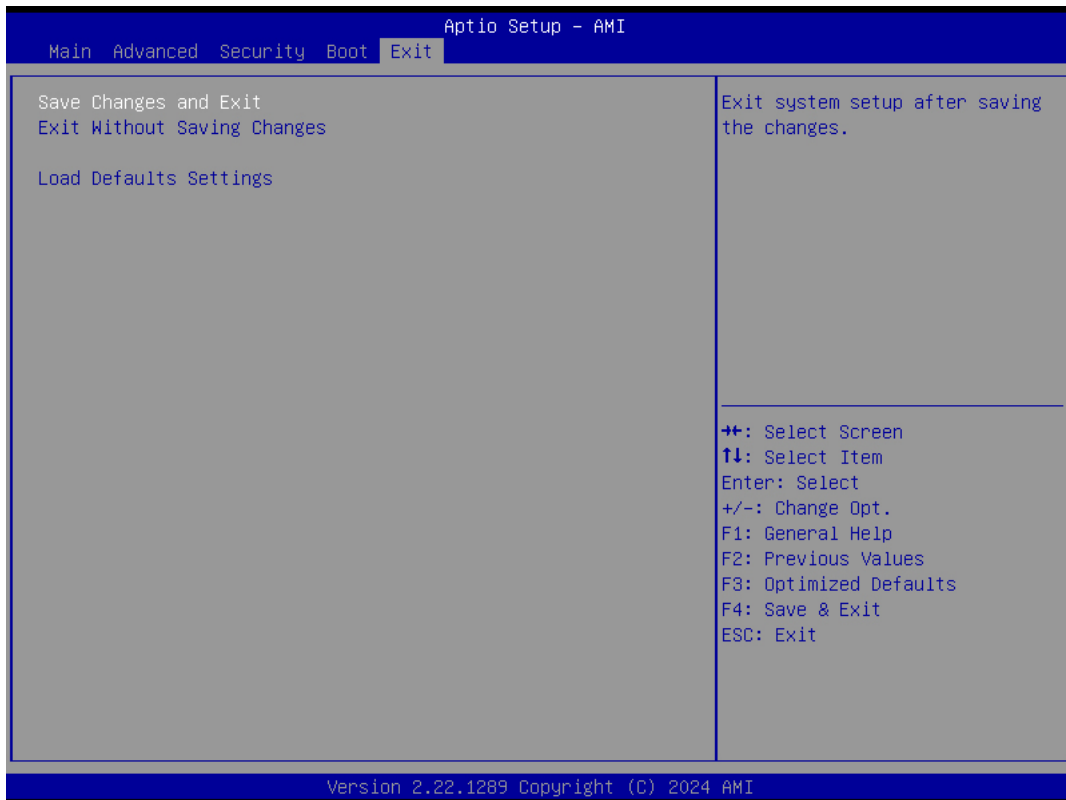 Aptio Setup – AMI
Main Advanced Security Boot Exit
Save Changes and Exit
Exit Without Saving Changes
Load Defaults Settings
Exit system setup after saving
the changes.
→←: Select Screen
↑↓: Select Item
Enter: Select
+/-: Change Opt.
F1: General Help
F2: Previous Values
F3: Optimized Defaults
F4: Save & Exit
ESC: Exit
Version 2.22.1289 Copyright (C) 2024 AMI